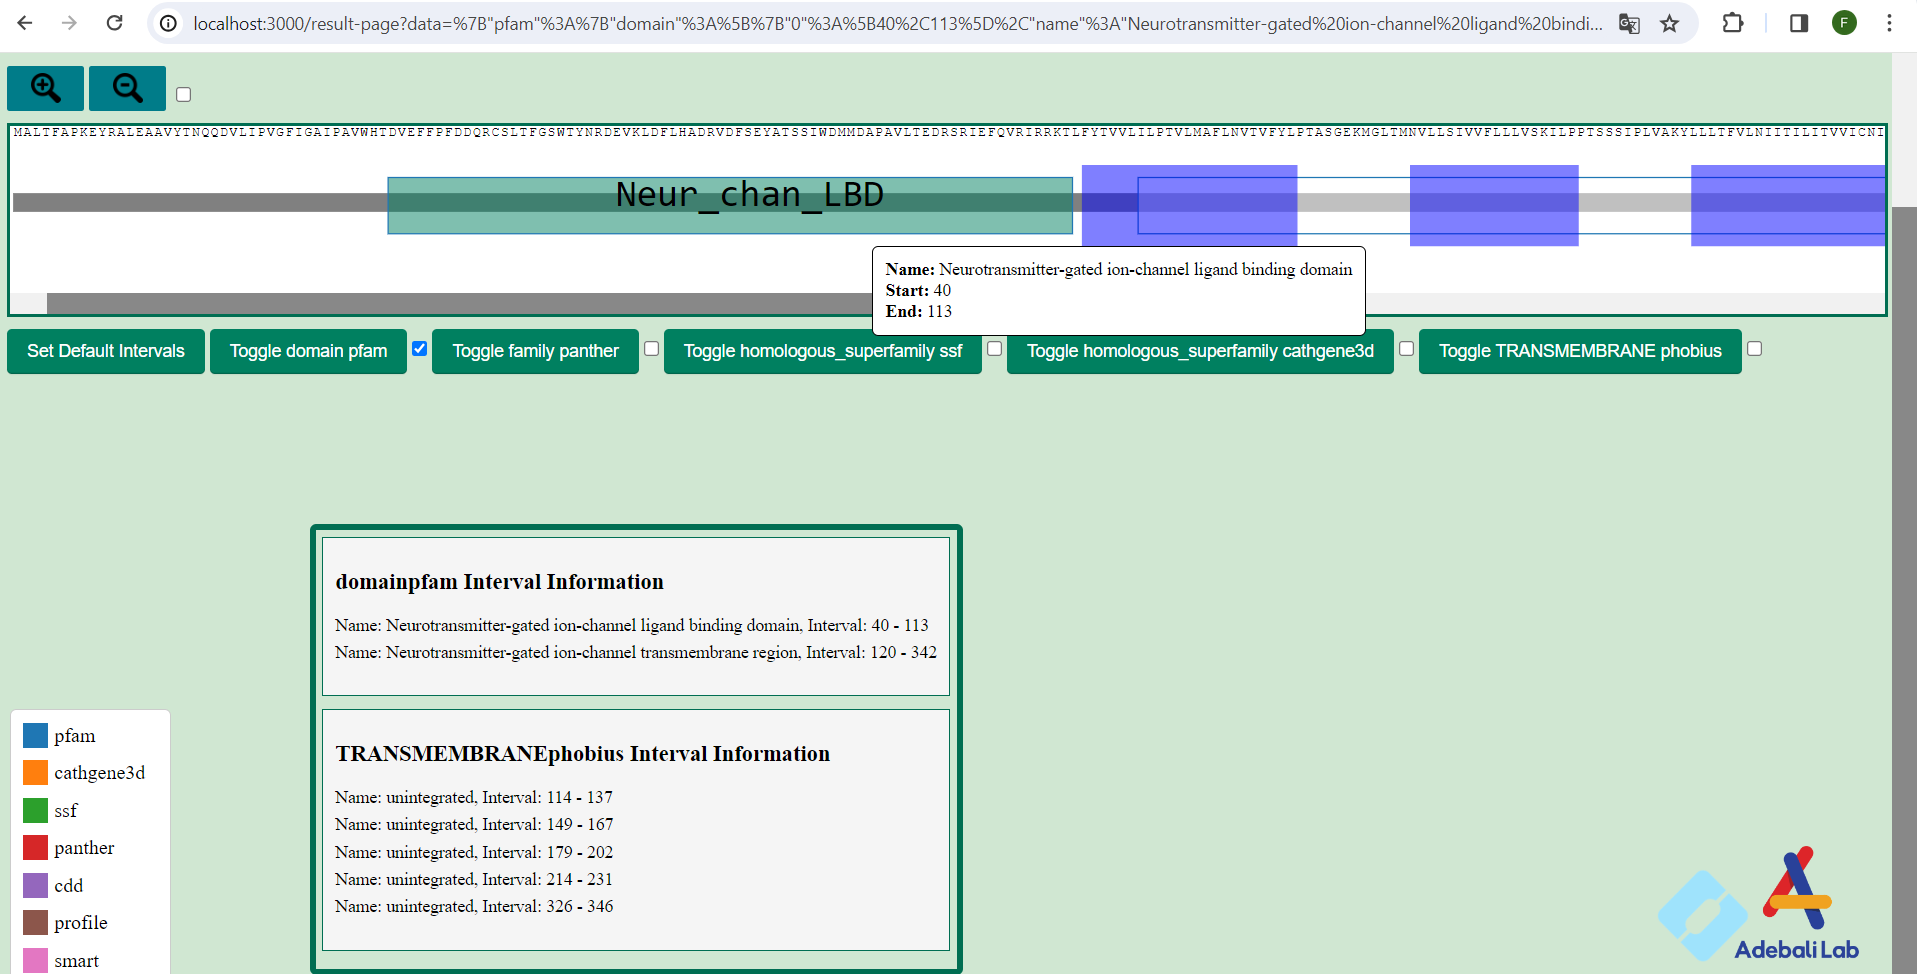 localhost:3000/result-page?data=%7B"pfam"%3A%7B"domain"%3A%5B%7B"0"%3A%5B40%2C113%5D%2C"name"%3A"Neurotransmitter-gated%20ion-channel%20ligand%20bindi...
F
MALTFAPKEYRALEAAVYTNQQDVLIPVGFIGAIPAVWHTDVEFFPFDDQRCSLTFGSWTYNRDEVKLDFLHADRVDFSEYATSSIWDMMDAPAVLTEDRSRIEFQVRIRRKTLFYTVVLILPTVLMAFLNVTVFYLPTASGEKMGLTMNVLLSIVVFLLLVSKILPPTSSSIPLVAKYLLLTFVLNIITILITVVICNI
Neur_chan_LBD
Name: Neurotransmitter-gated ion-channel ligand binding domain
Start: 40
End: 113
Set Default Intervals Toggle domain pfam Toggle family panther Toggle homologous_superfamily ssf Toggle homologous_superfamily cathgene3d Toggle TRANSMEMBRANE phobius
domainpfam Interval Information
Name: Neurotransmitter-gated ion-channel ligand binding domain, Interval: 40 - 113
Name: Neurotransmitter-gated ion-channel transmembrane region, Interval: 120 - 342
TRANSMEMBRANEphobius Interval Information
Name: unintegrated, Interval: 114 - 137
Name: unintegrated, Interval: 149 - 167
Name: unintegrated, Interval: 179 - 202
Name: unintegrated, Interval: 214 - 231
Name: unintegrated, Interval: 326 - 346
pfam
cathgene3d
ssf
panther
cdd
profile
smart
Adebali Lab